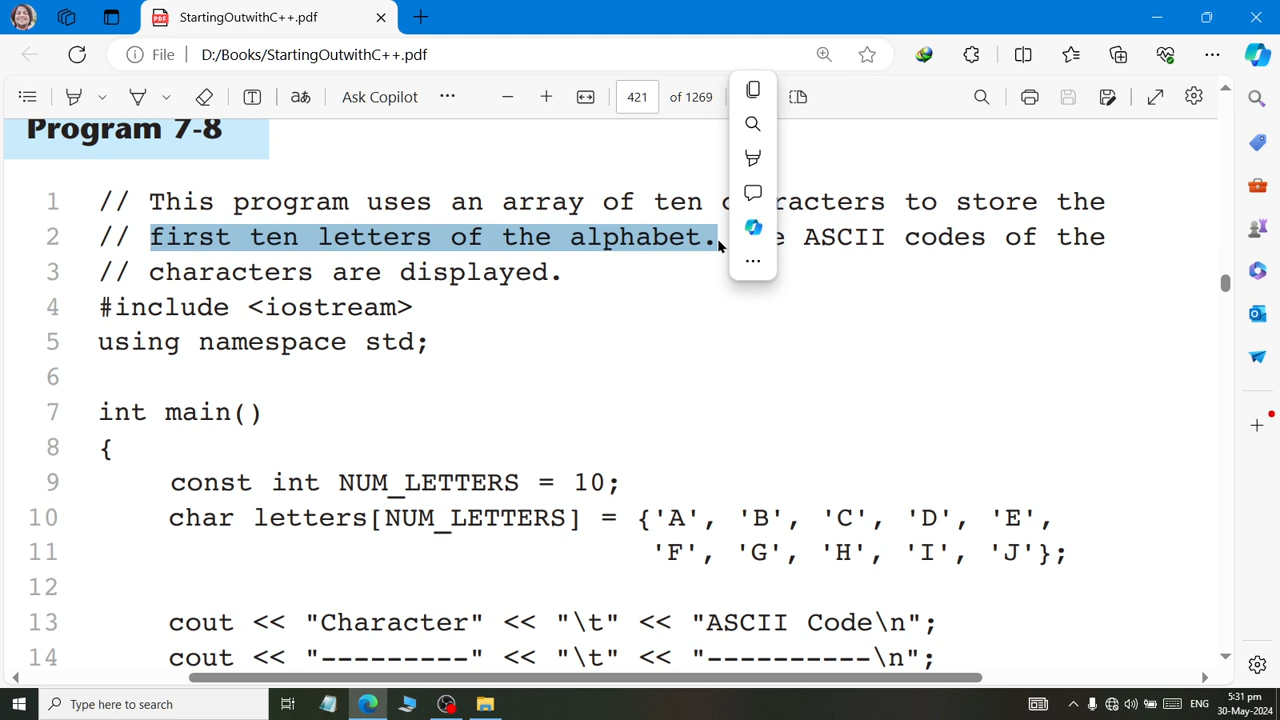 StartingOutwithC++.pdf
File D:/Books/StartingOutwithC++.pdf
aあ Ask Copilot 421 of 1269
Program 7-8
1 // This program uses an array of ten characters to store the
2 // first ten letters of the alphabet. The ASCII codes of the
3 // characters are displayed.
4 #include <iostream>
5 using namespace std;
6
7 int main()
8 {
9 const int NUM_LETTERS = 10;
10 char letters[NUM_LETTERS] = {'A', 'B', 'C', 'D', 'E',
11 'F', 'G', 'H', 'I', 'J'};
12
13 cout << "Character" << "\t" << "ASCII Code\n";
14 cout << "---------" << "\t" << "----------\n";
Type here to search
ENG
5:31 pm
30-May-2024